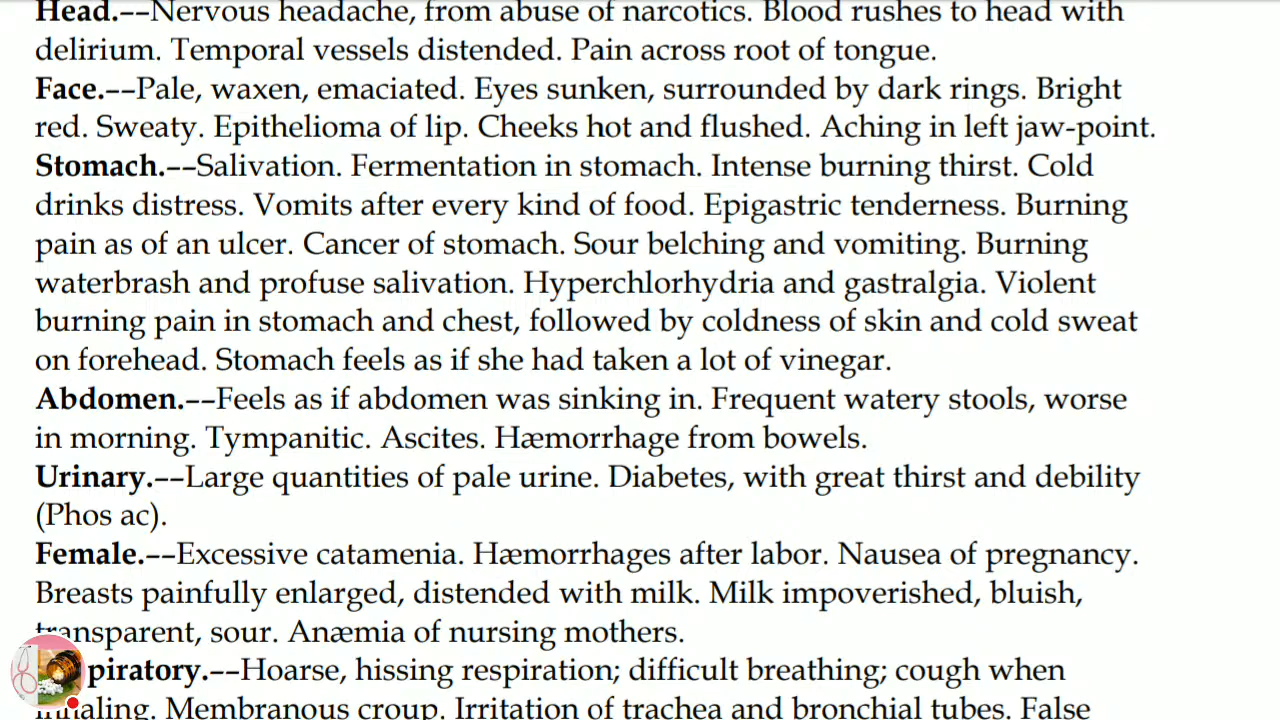 Head.--Nervous headache, from abuse of narcotics. Blood rushes to head with
delirium. Temporal vessels distended. Pain across root of tongue.
Face.--Pale, waxen, emaciated. Eyes sunken, surrounded by dark rings. Bright
red. Sweaty. Epithelioma of lip. Cheeks hot and flushed. Aching in left jaw-point.
Stomach.--Salivation. Fermentation in stomach. Intense burning thirst. Cold
drinks distress. Vomits after every kind of food. Epigastric tenderness. Burning
pain as of an ulcer. Cancer of stomach. Sour belching and vomiting. Burning
waterbrash and profuse salivation. Hyperchlorhydria and gastralgia. Violent
burning pain in stomach and chest, followed by coldness of skin and cold sweat
on forehead. Stomach feels as if she had taken a lot of vinegar.
Abdomen.--Feels as if abdomen was sinking in. Frequent watery stools, worse
in morning. Tympanitic. Ascites. Hæmorrhage from bowels.
Urinary.--Large quantities of pale urine. Diabetes, with great thirst and debility
(Phos ac).
Female.--Excessive catamenia. Hæmorrhages after labor. Nausea of pregnancy.
Breasts painfully enlarged, distended with milk. Milk impoverished, bluish,
transparent, sour. Anæmia of nursing mothers.
piratory.--Hoarse, hissing respiration; difficult breathing; cough when
inhaling. Membranous croup. Irritation of trachea and bronchial tubes. False